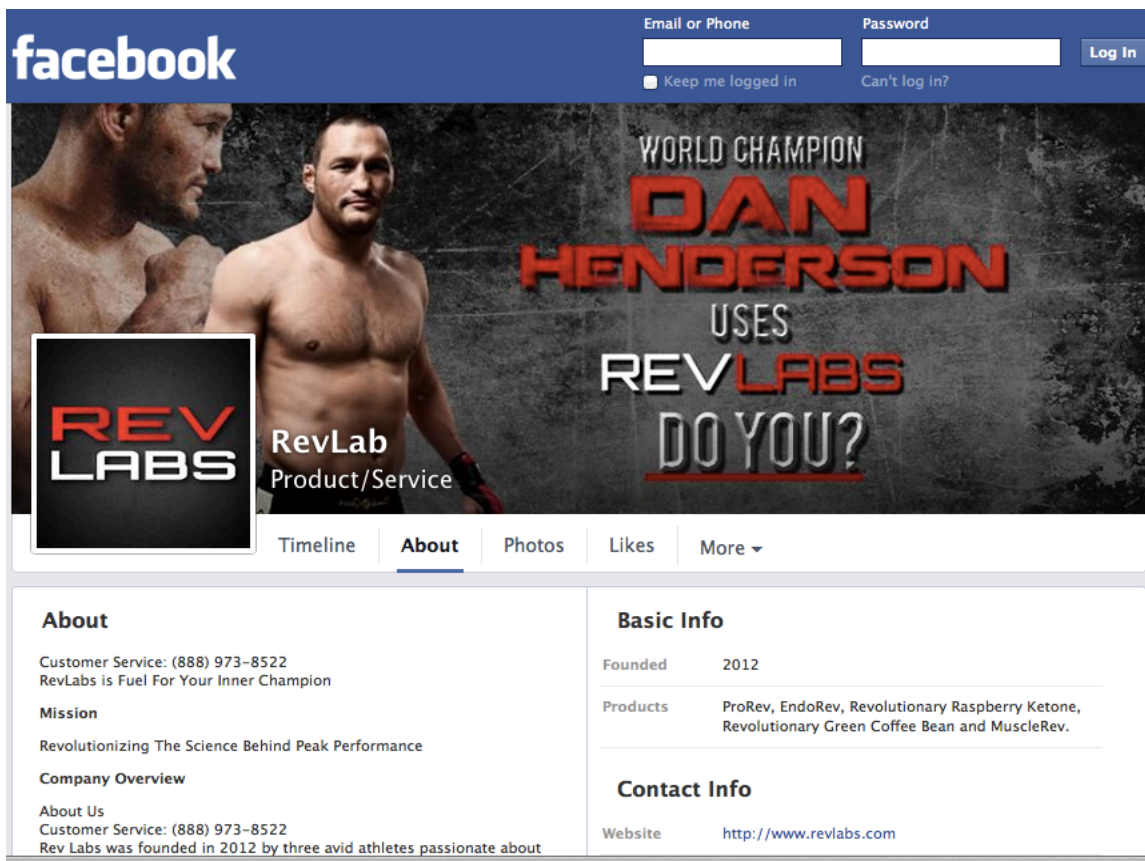 facebook
Email or Phone
Password
Log In
Keep me logged in
Can't log in?
WORLD CHAMPION
DAN
HENDERSON
USES
REVLABS
DO YOU?
REV
LABS
RevLab
Product/Service
Timeline
About
Photos
Likes
More
About
Customer Service: (888) 973-8522
RevLabs is Fuel For Your Inner Champion
Mission
Revolutionizing The Science Behind Peak Performance
Company Overview
About Us
Customer Service: (888) 973-8522
Rev Labs was founded in 2012 by three avid athletes passionate about
Basic Info
Founded 2012
Products ProRev, EndoRev, Revolutionary Raspberry Ketone,
Revolutionary Green Coffee Bean and MuscleRev.
Contact Info
Website http://www.revlabs.com